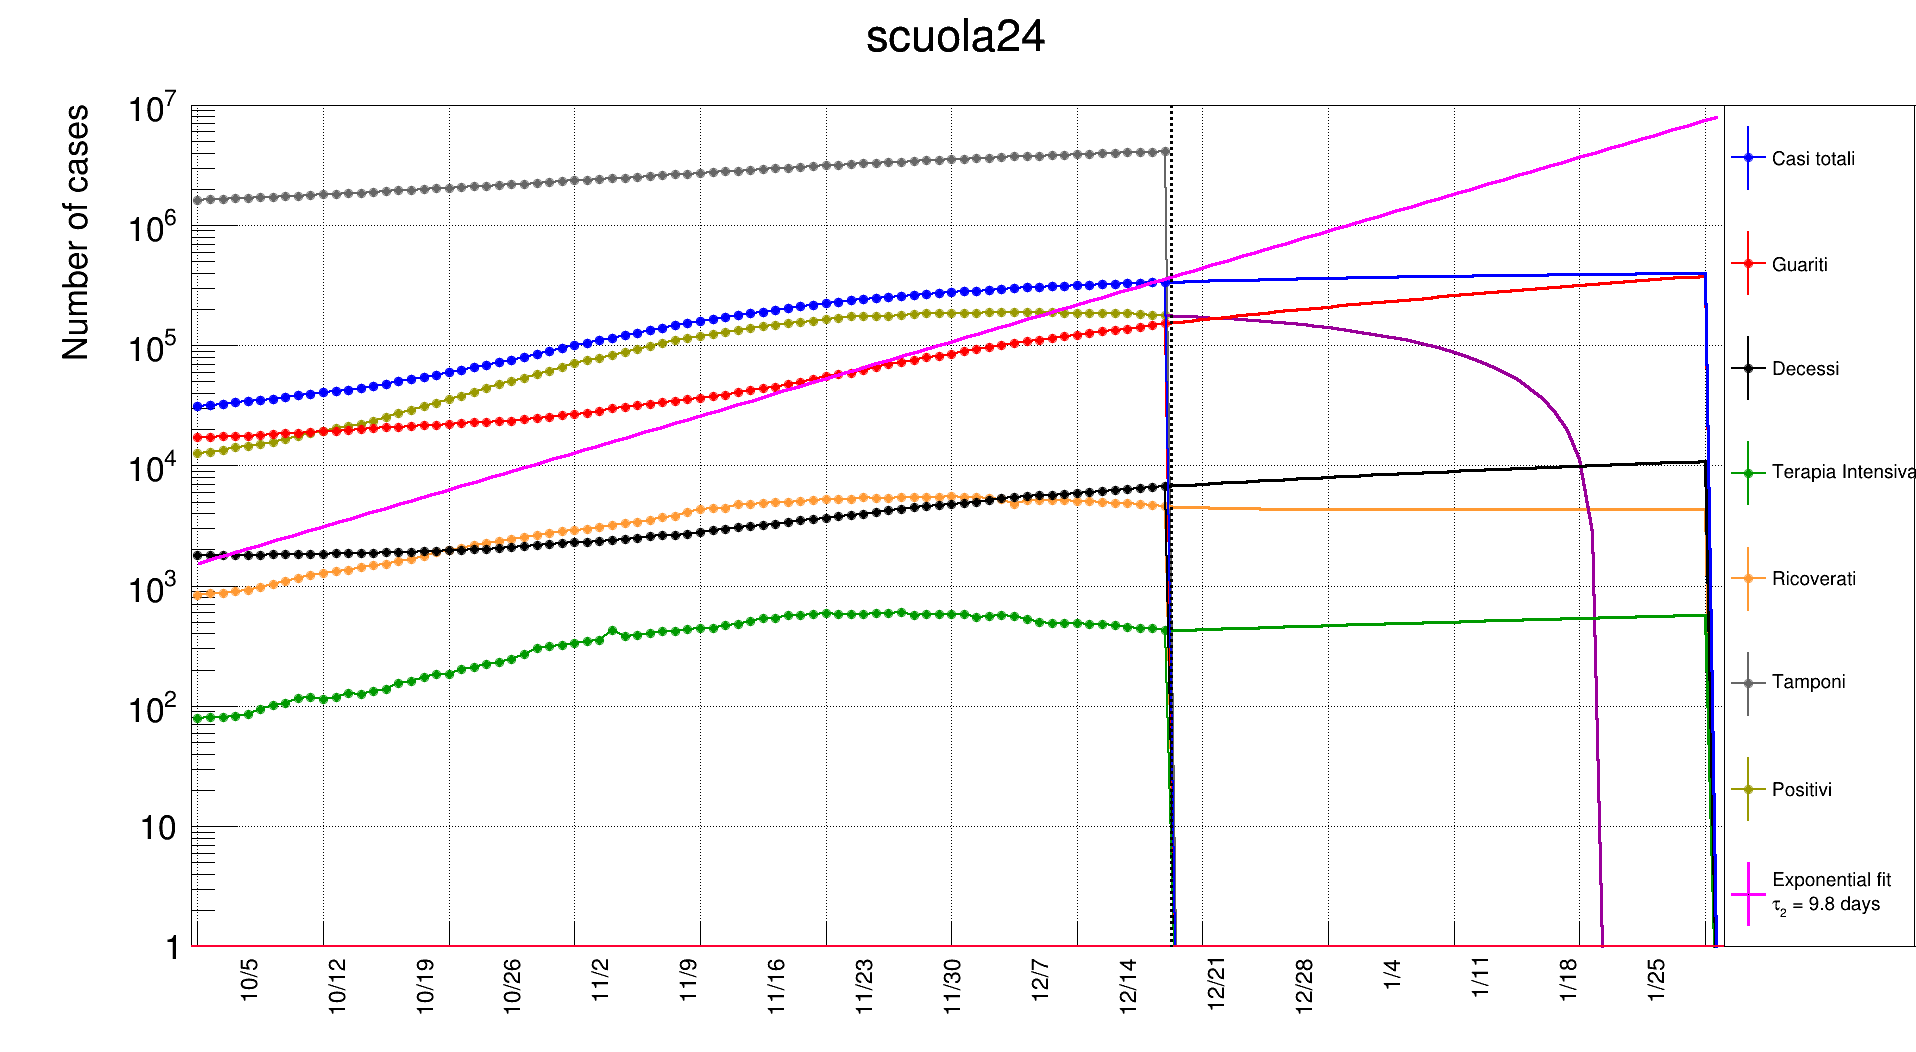 scuola24
Number of cases
10^7
10^6
10^5
10^4
10^3
10^2
10
1
10/5
10/12
10/19
10/26
11/2
11/9
11/16
11/23
11/30
12/7
12/14
12/21
12/28
1/4
1/11
1/18
1/25
Casi totali
Guariti
Decessi
Terapia Intensiva
Ricoverati
Tamponi
Positivi
Exponential fit
τ₂ = 9.8 days